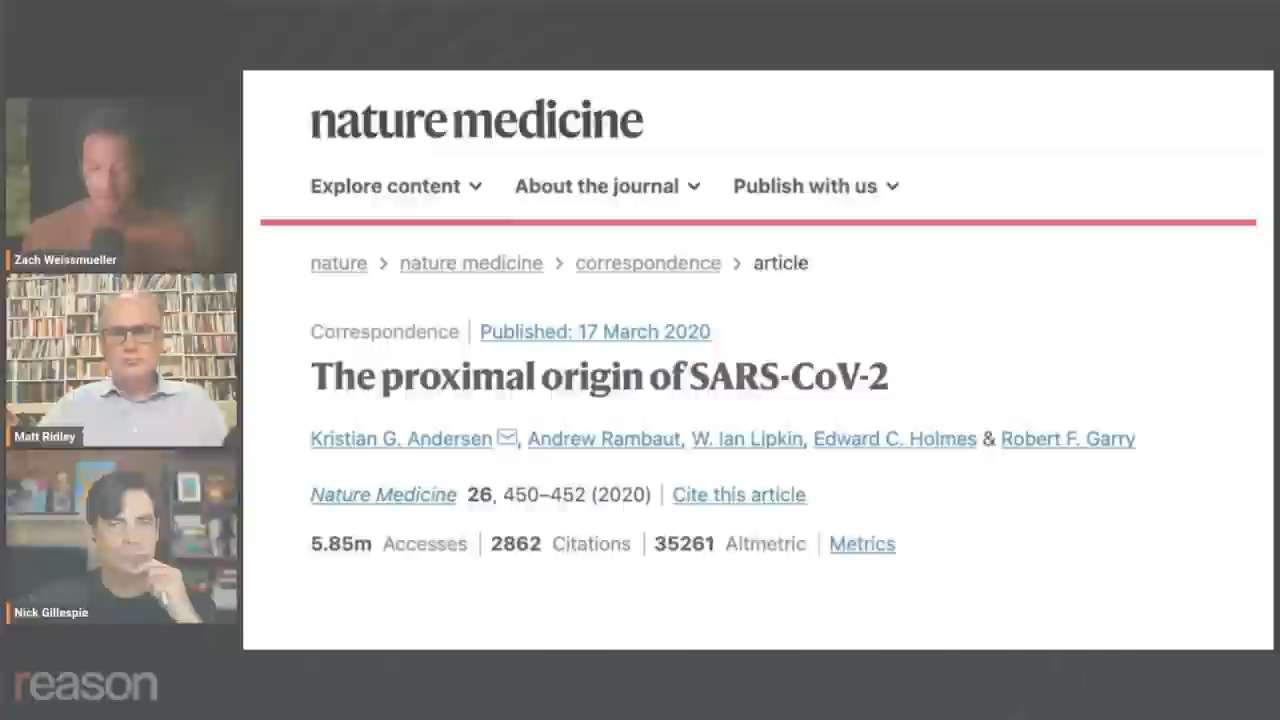 nature medicine
Explore content About the journal Publish with us
nature > nature medicine > correspondence > article
Correspondence | Published: 17 March 2020
The proximal origin of SARS-CoV-2
Kristian G. Andersen, Andrew Rambaut, W. Ian Lipkin, Edward C. Holmes & Robert F. Garry
Nature Medicine 26, 450–452 (2020) | Cite this article
5.85m Accesses | 2862 Citations | 35261 Altmetric | Metrics
Zach Weissmueller
Matt Ridley
Nick Gillespie
reason